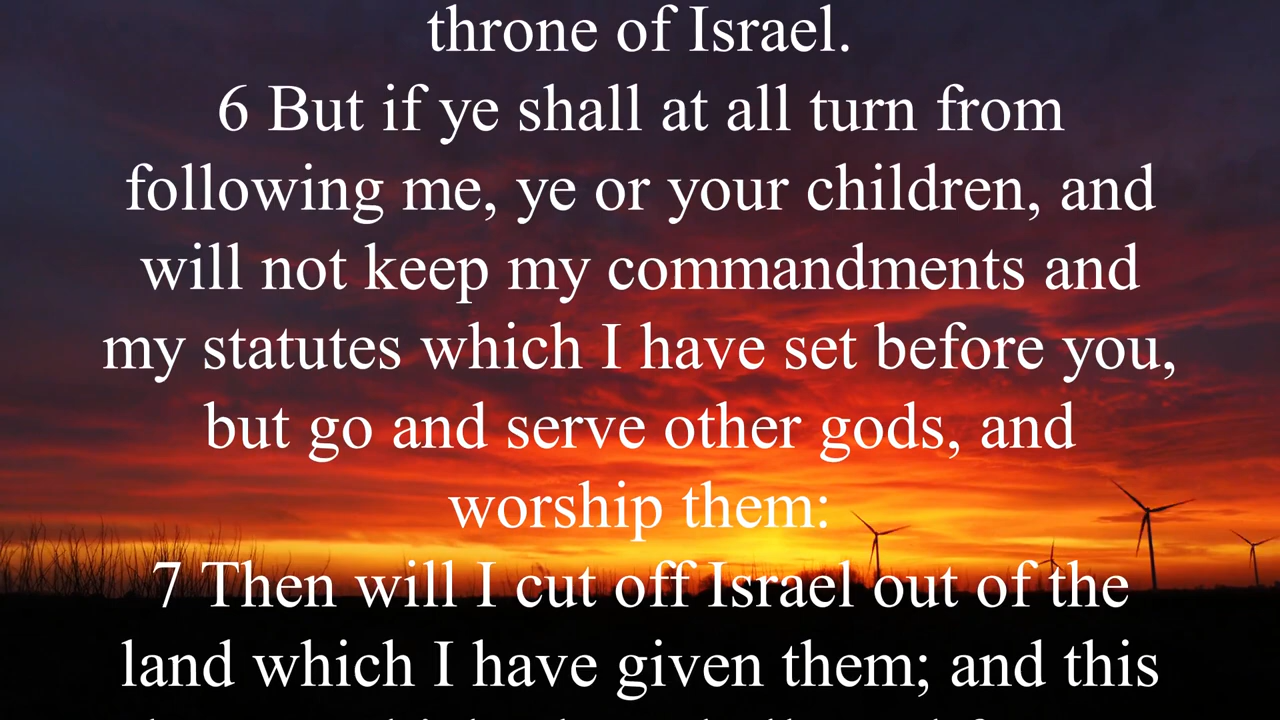 throne of Israel.
6 But if ye shall at all turn from
following me, ye or your children, and
will not keep my commandments and
my statutes which I have set before you,
but go and serve other gods, and
worship them:
7 Then will I cut off Israel out of the
land which I have given them; and this